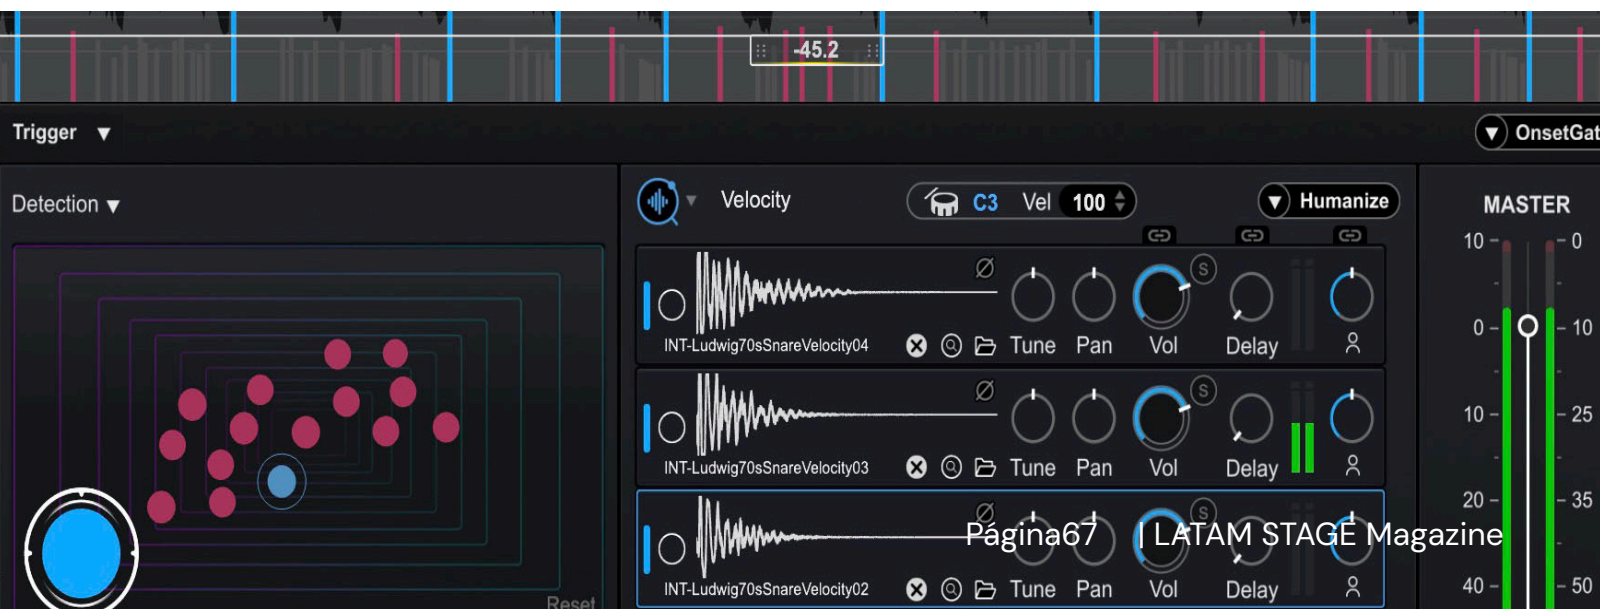 -45.2
Trigger
OnsetGat
Detection
Velocity
C3 Vel 100
Humanize
MASTER
10 0
S
INT-Ludwig70sSnareVelocity04
Tune Pan Vol Delay
0 10
S
INT-Ludwig70sSnareVelocity03
Tune Pan Vol Delay
10 25
20 35
S
Página67 | LATAM STAGE Magazine
INT-Ludwig70sSnareVelocity02
Tune Pan Vol Delay
40 50
Reset